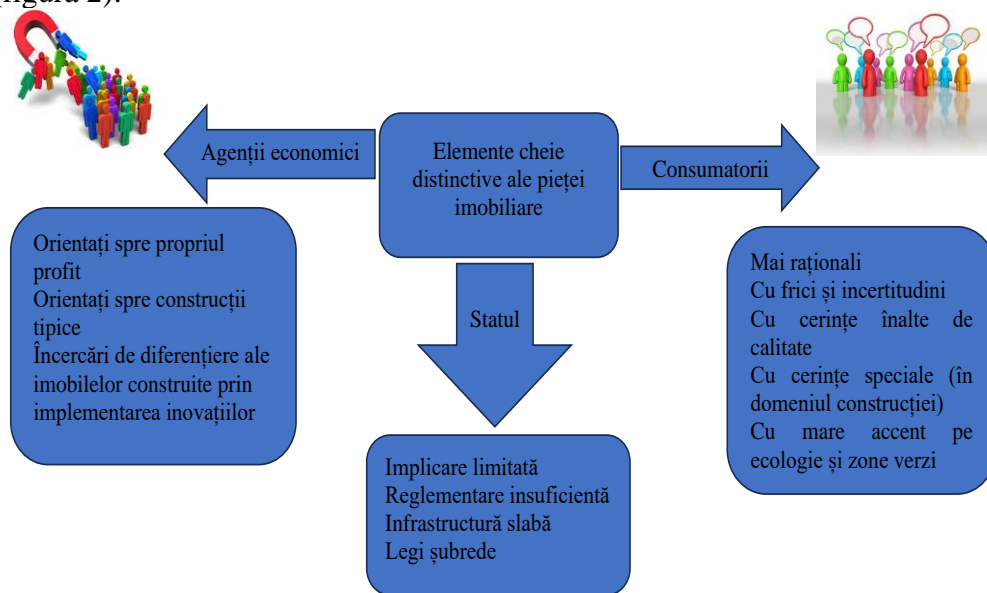 (figura 2).
Agenții economici
Elemente cheie
distinctive ale pieței
imobiliare
Consumatorii
Orientați spre propriul
profit
Orientați spre construcții
tipice
Încercări de diferențiere ale
imobilelor construite prin
implementarea inovațiilor
Statul
Mai raționali
Cu frici și incertitudini
Cu cerințe înalte de
calitate
Cu cerințe speciale (în
domeniul construcției)
Cu mare accent pe
ecologie și zone verzi
Implicare limitată
Reglementare insuficientă
Infrastructură slabă
Legi șubrede